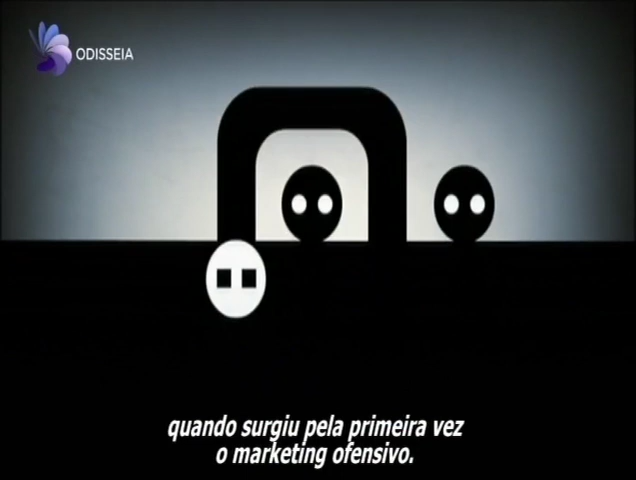 ODISSEIA
quando surgiu pela primeira vez
o marketing ofensivo.